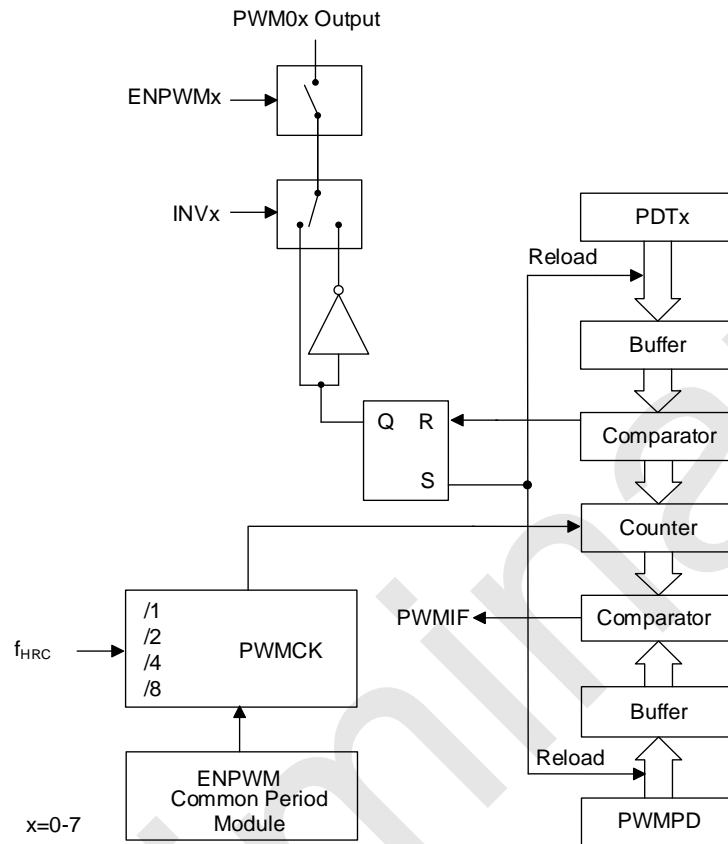 PWM0x Output
ENPWMx
INVx
PDTx
Reload
Buffer
Q R
Comparator
S
Counter
/1
/2
/4
/8
PWMCK
fHRC
PWMIF
Comparator
Buffer
Reload
ENPWM
Common Period
Module
PWMPD
x=0-7